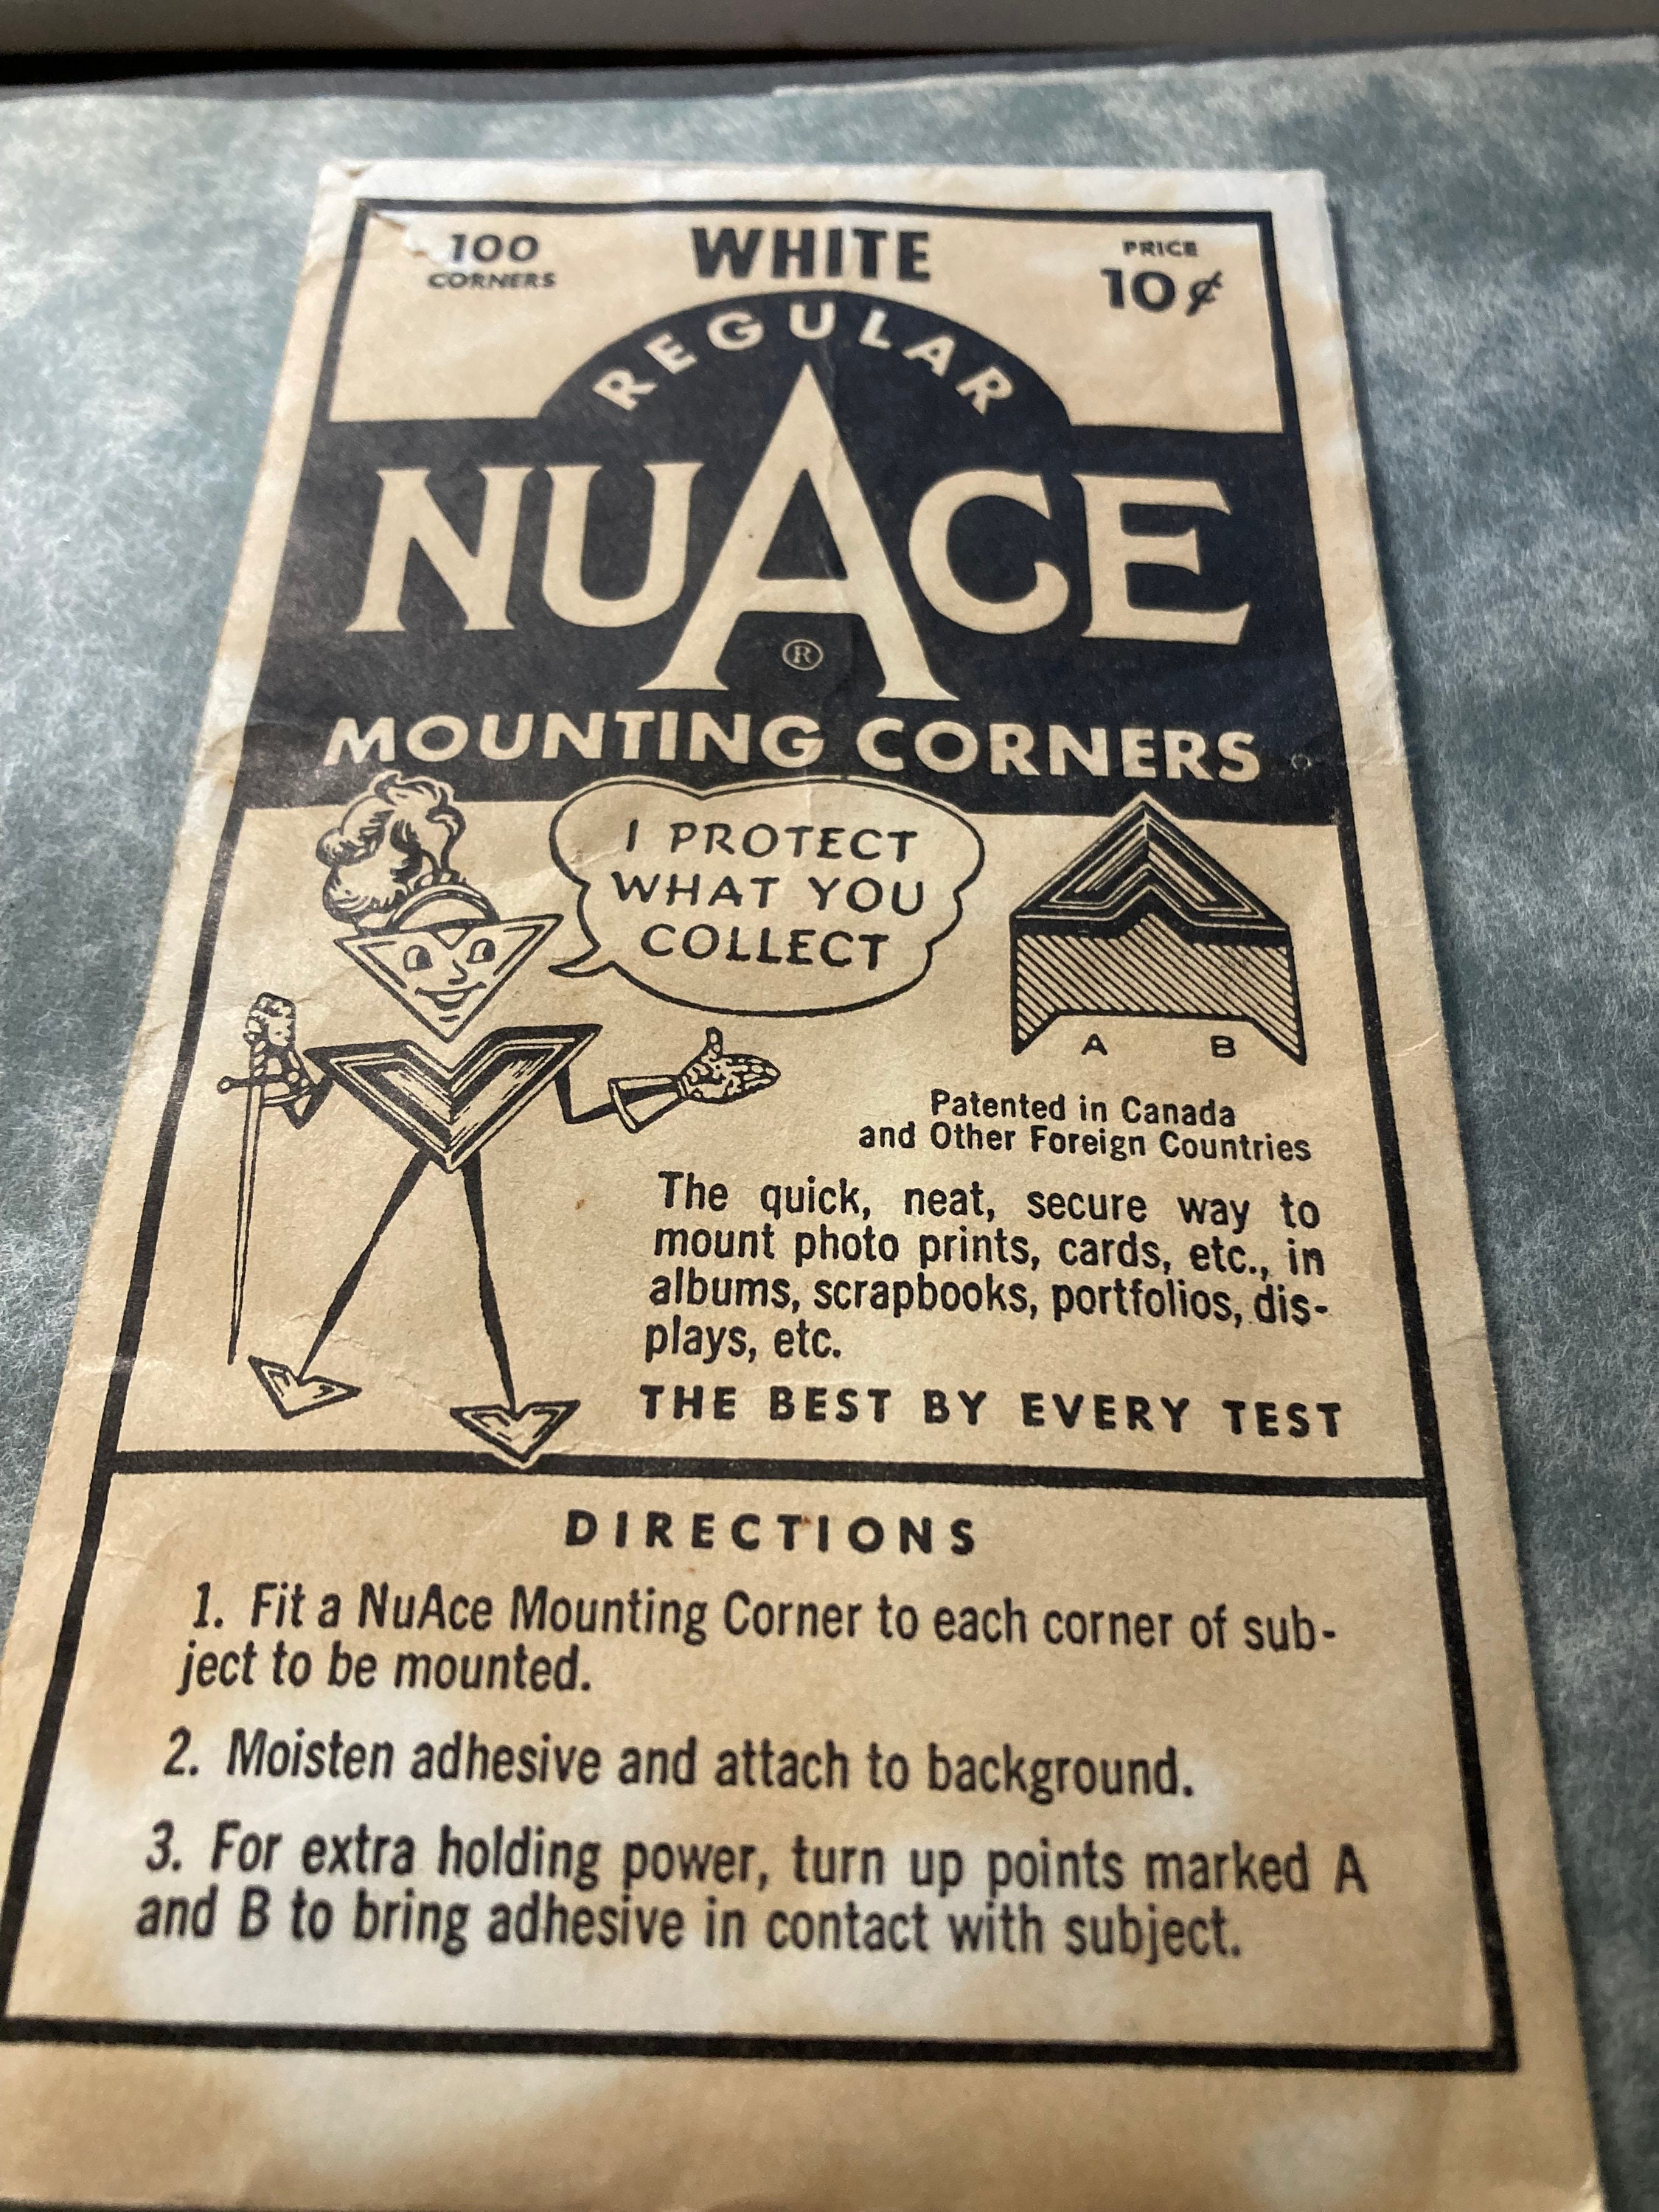 100
CORNERS
WHITE
PRICE
10¢
REGULAR
NUACE
®
MOUNTING CORNERS
I PROTECT
WHAT YOU
COLLECT
A B
Patented in Canada
and Other Foreign Countries
The quick, neat, secure way to
mount photo prints, cards, etc., in
albums, scrapbooks, portfolios, dis-
plays, etc.
THE BEST BY EVERY TEST
DIRECTIONS
1. Fit a NuAce Mounting Corner to each corner of sub-
ject to be mounted.
2. Moisten adhesive and attach to background.
3. For extra holding power, turn up points marked A
and B to bring adhesive in contact with subject.